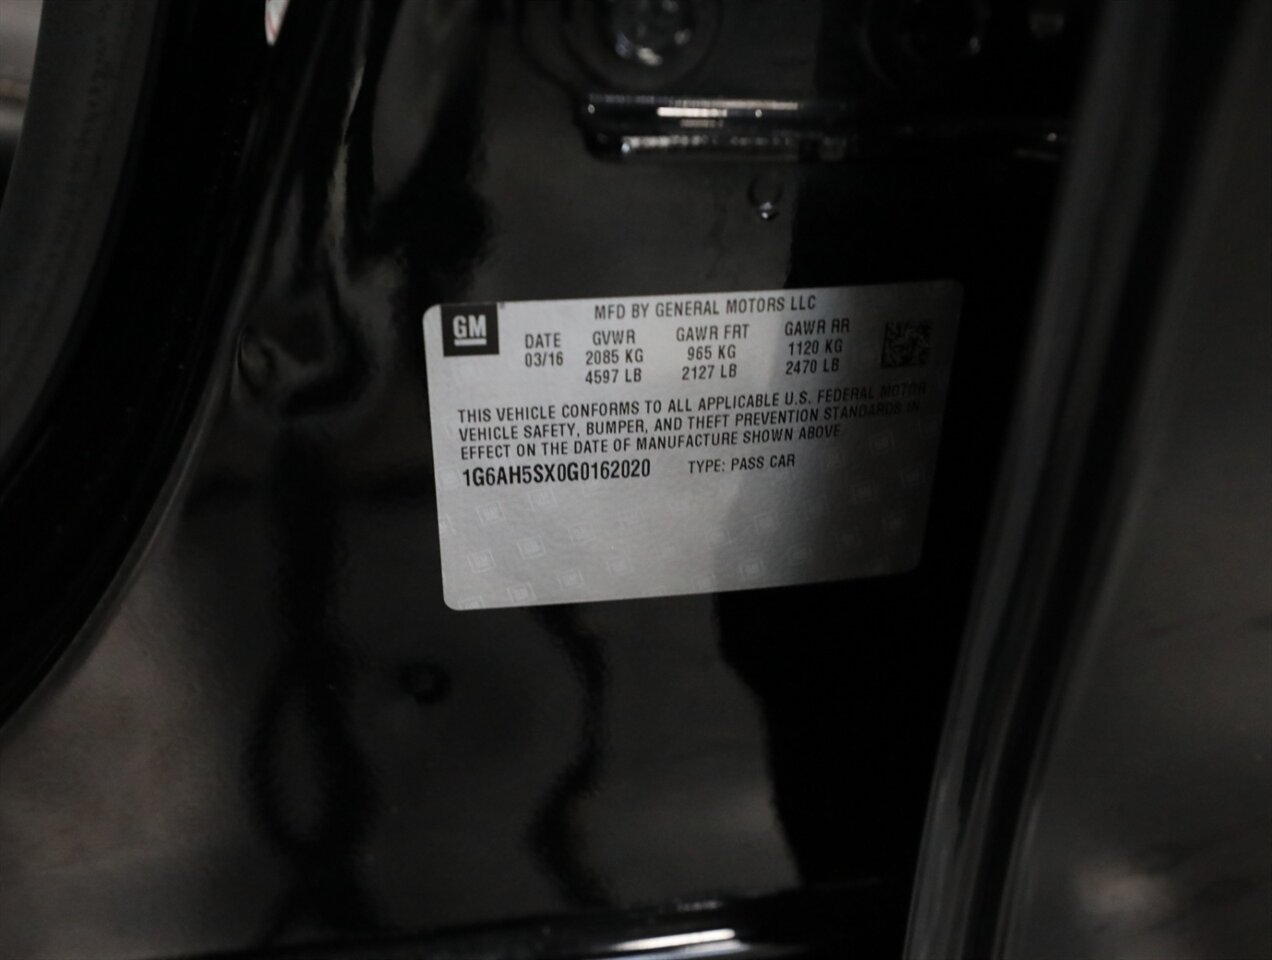 GM
MFD BY GENERAL MOTORS LLC
DATE GVWR GAWR FRT GAWR RR
03/16 2085 KG 965 KG 1120 KG
4597 LB 2127 LB 2470 LB
THIS VEHICLE CONFORMS TO ALL APPLICABLE U.S. FEDERAL MOTOR
VEHICLE SAFETY, BUMPER, AND THEFT PREVENTION STANDARDS IN
EFFECT ON THE DATE OF MANUFACTURE SHOWN ABOVE
1G6AH5SX0G0162020 TYPE: PASS CAR